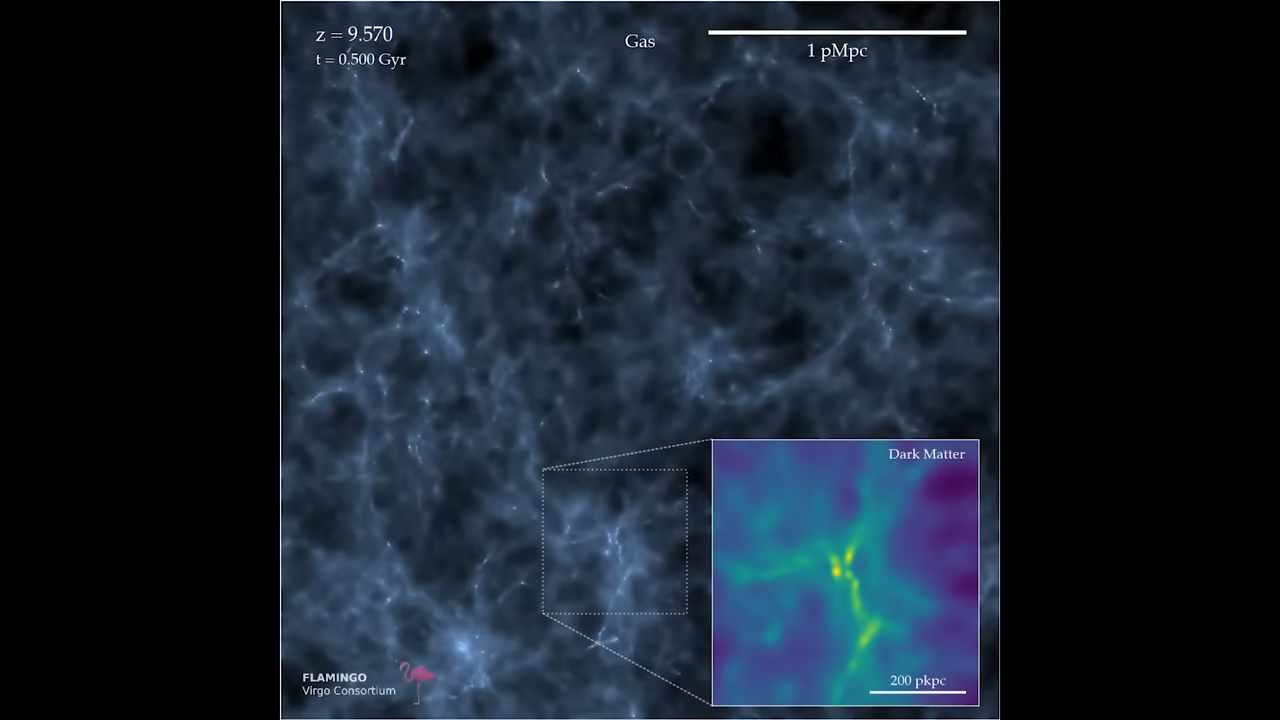 z = 9.570
t = 0.500 Gyr
Gas
1 pMpc
Dark Matter
200 pkpc
FLAMINGO
Virgo Consortium